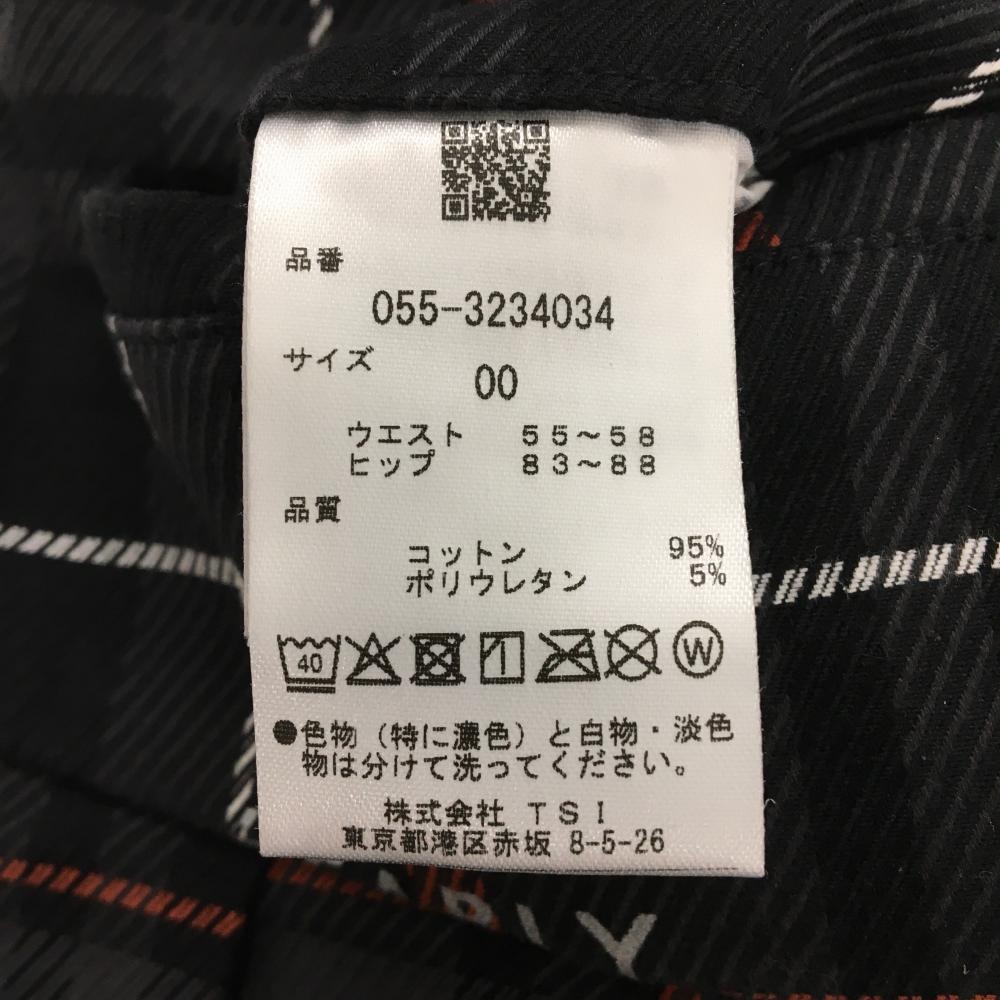 品番
055-3234034
サイズ
00
ウエスト 55~58
ヒップ 83~88
品質
コットン 95%
ポリウレタン 5%
40
W
●色物（特に濃色）と白物・淡色
物は分けて洗ってください。
株式会社 TSI
東京都港区赤坂 8-5-26